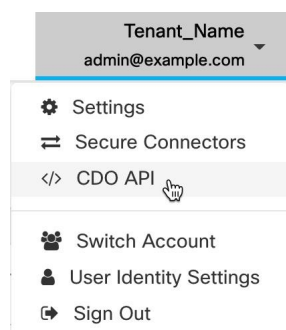 Tenant_Name
admin@example.com
Settings
Secure Connectors
</> CDO API
Switch Account
User Identity Settings
Sign Out